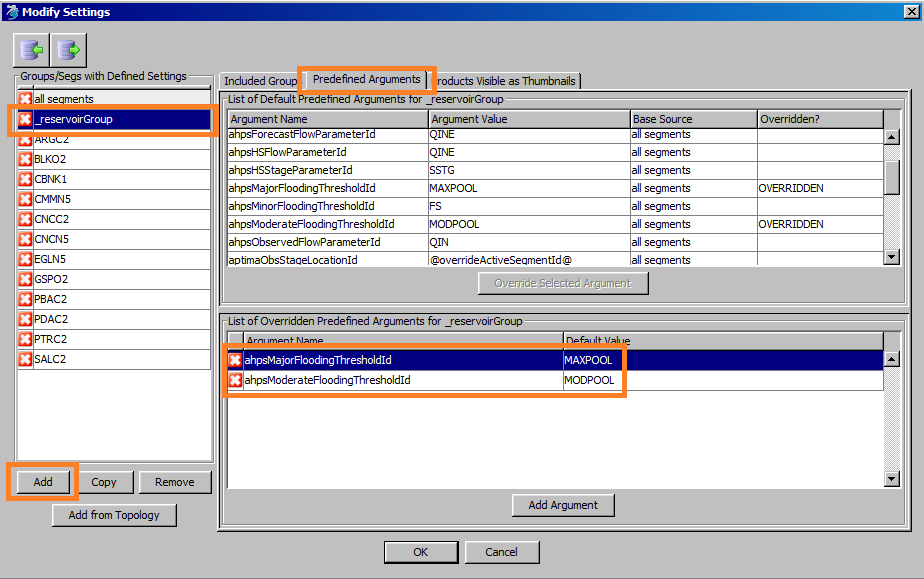 Modify Settings
Groups/Segs with Defined Settings
all segments
_reservoirGroup
ARGC2
BLKO2
CBNK1
CMMN5
CNCC2
CNCN5
EGLN5
GSPO2
PBAC2
PDAC2
PTRC2
SALC2
Add Copy Remove
Add from Topology
Included Group Predefined Arguments roducts Visible as Thumbnails
List of Default Predefined Arguments for _reservoirGroup
Argument Name Argument Value Base Source Overridden?
ahpsForecastFlowParameterId QINE all segments
ahpsHSFlowParameterId QINE all segments
ahpsHSStageParameterId SSTG all segments
ahpsMajorFloodingThresholdId MAXPOOL all segments OVERRIDDEN
ahpsMinorFloodingThresholdId FS all segments
ahpsModerateFloodingThresholdId MODPOOL all segments OVERRIDDEN
ahpsObservedFlowParameterId QIN all segments
aptimaObsStageLocationId @overrideActiveSegmentId@ all segments
Override Selected Argument
List of Overridden Predefined Arguments for _reservoirGroup
Argument Name Default Value
ahpsMajorFloodingThresholdId MAXPOOL
ahpsModerateFloodingThresholdId MODPOOL
Add Argument
OK Cancel